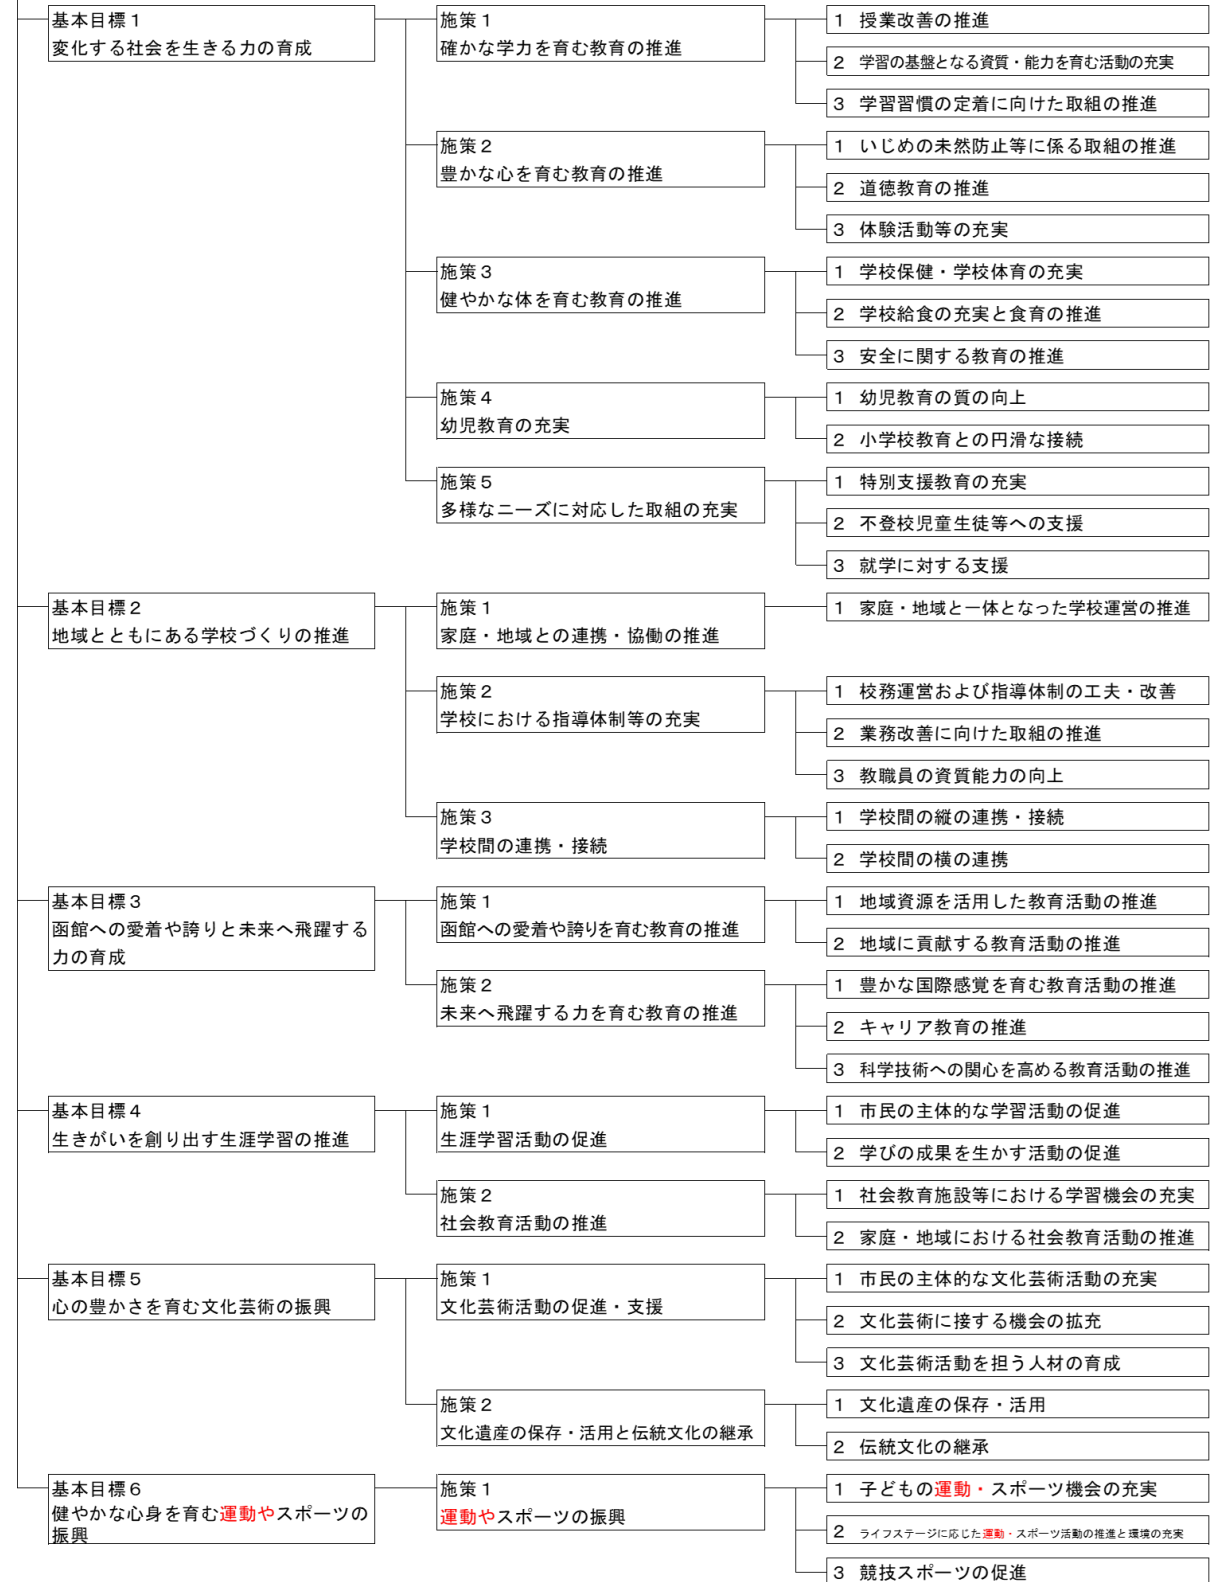 基本目標１
変化する社会を生きる力の育成
施策１
確かな学力を育む教育の推進
１ 授業改善の推進
２ 学習の基盤となる資質・能力を育む活動の充実
３ 学習習慣の定着に向けた取組の推進
施策２
豊かな心を育む教育の推進
１ いじめの未然防止等に係る取組の推進
２ 道徳教育の推進
３ 体験活動等の充実
施策３
健やかな体を育む教育の推進
１ 学校保健・学校体育の充実
２ 学校給食の充実と食育の推進
３ 安全に関する教育の推進
施策４
幼児教育の充実
１ 幼児教育の質の向上
２ 小学校教育との円滑な接続
施策５
多様なニーズに対応した取組の充実
１ 特別支援教育の充実
２ 不登校児童生徒等への支援
３ 就学に対する支援
基本目標２
地域とともにある学校づくりの推進
施策１
家庭・地域との連携・協働の推進
１ 家庭・地域と一体となった学校運営の推進
施策２
学校における指導体制等の充実
１ 校務運営および指導体制の工夫・改善
２ 業務改善に向けた取組の推進
３ 教職員の資質能力の向上
施策３
学校間の連携・接続
１ 学校間の縦の連携・接続
２ 学校間の横の連携
基本目標３
函館への愛着や誇りと未来へ飛躍する
力の育成
施策１
函館への愛着や誇りを育む教育の推進
１ 地域資源を活用した教育活動の推進
２ 地域に貢献する教育活動の推進
施策２
未来へ飛躍する力を育む教育の推進
１ 豊かな国際感覚を育む教育活動の推進
２ キャリア教育の推進
３ 科学技術への関心を高める教育活動の推進
基本目標４
生きがいを創り出す生涯学習の推進
施策１
生涯学習活動の促進
１ 市民の主体的な学習活動の促進
２ 学びの成果を生かす活動の促進
施策２
社会教育活動の推進
１ 社会教育施設等における学習機会の充実
２ 家庭・地域における社会教育活動の推進
基本目標５
心の豊かさを育む文化芸術の振興
施策１
文化芸術活動の促進・支援
１ 市民の主体的な文化芸術活動の充実
２ 文化芸術に接する機会の拡充
３ 文化芸術活動を担う人材の育成
施策２
文化遺産の保存・活用と伝統文化の継承
１ 文化遺産の保存・活用
２ 伝統文化の継承
基本目標６
健やかな心身を育む運動やスポーツの
振興
施策１
運動やスポーツの振興
１ 子どもの運動・スポーツ機会の充実
２ ライフステージに応じた運動・スポーツ活動の推進と環境の充実
３ 競技スポーツの促進